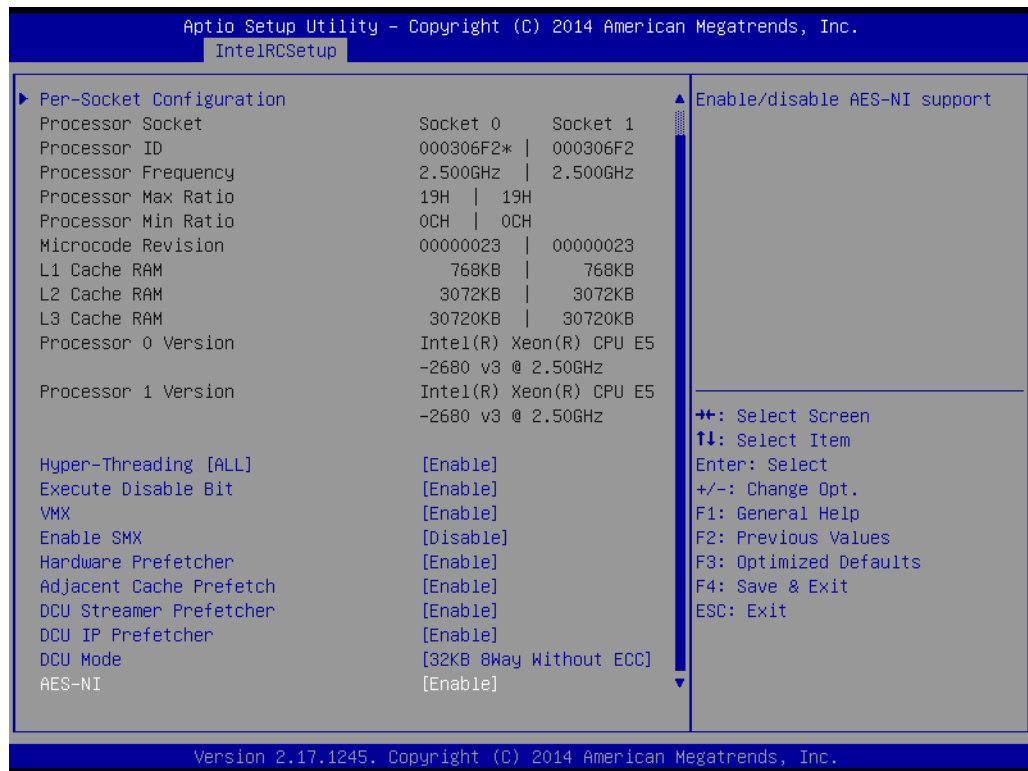 Aptio Setup Utility – Copyright (C) 2014 American Megatrends, Inc.
IntelRCSetup
Per-Socket Configuration
Processor Socket Socket 0 Socket 1
Processor ID 000306F2* | 000306F2
Processor Frequency 2.500GHz | 2.500GHz
Processor Max Ratio 19H | 19H
Processor Min Ratio 0CH | 0CH
Microcode Revision 00000023 | 00000023
L1 Cache RAM 768KB | 768KB
L2 Cache RAM 3072KB | 3072KB
L3 Cache RAM 30720KB | 30720KB
Processor 0 Version Intel(R) Xeon(R) CPU E5
-2680 v3 @ 2.50GHz
Processor 1 Version Intel(R) Xeon(R) CPU E5
-2680 v3 @ 2.50GHz
Hyper-Threading [ALL] [Enable]
Execute Disable Bit [Enable]
VMX [Enable]
Enable SMX [Disable]
Hardware Prefetcher [Enable]
Adjacent Cache Prefetch [Enable]
DCU Streamer Prefetcher [Enable]
DCU IP Prefetcher [Enable]
DCU Mode [32KB 8Way Without ECC]
AES-NI [Enable]
Enable/disable AES-NI support
→←: Select Screen
↑↓: Select Item
Enter: Select
+/-: Change Opt.
F1: General Help
F2: Previous Values
F3: Optimized Defaults
F4: Save & Exit
ESC: Exit
Version 2.17.1245. Copyright (C) 2014 American Megatrends, Inc.